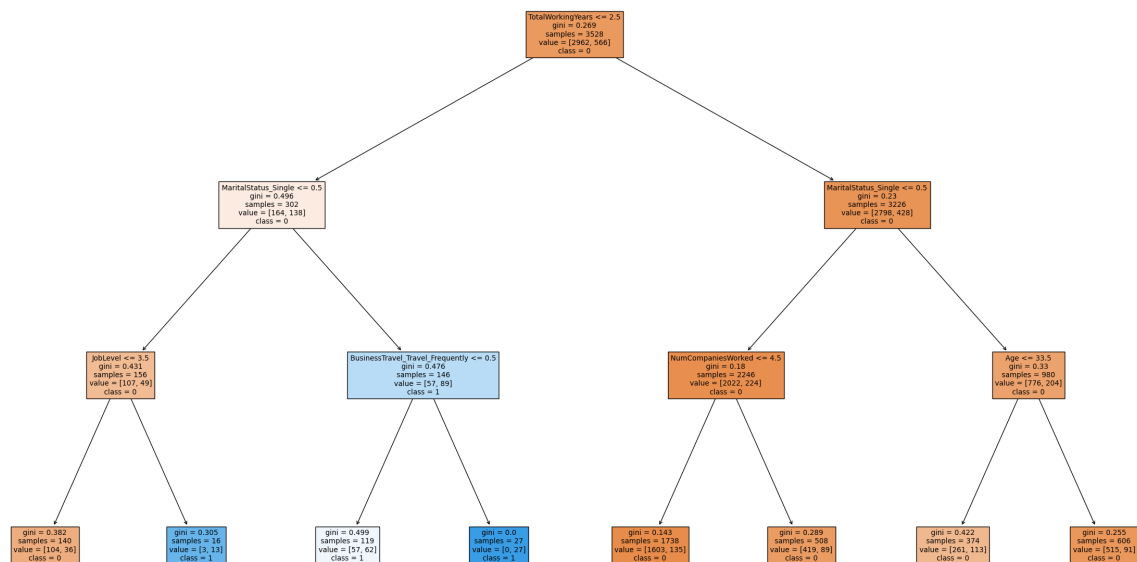 TotalWorkingYears <= 2.5
gini = 0.269
samples = 3528
value = [2962, 566]
class = 0
MaritalStatus_Single <= 0.5
gini = 0.496
samples = 302
value = [164, 138]
class = 0
MaritalStatus_Single <= 0.5
gini = 0.23
samples = 3226
value = [2798, 428]
class = 0
JobLevel <= 3.5
gini = 0.431
samples = 156
value = [107, 49]
class = 0
BusinessTravel_Travel_Frequently <= 0.5
gini = 0.476
samples = 146
value = [57, 89]
class = 1
NumCompaniesWorked <= 4.5
gini = 0.18
samples = 2246
value = [2022, 224]
class = 0
Age <= 33.5
gini = 0.33
samples = 980
value = [776, 204]
class = 0
gini = 0.382
samples = 140
value = [104, 36]
class = 0
gini = 0.305
samples = 16
value = [3, 13]
class = 1
gini = 0.499
samples = 119
value = [57, 62]
class = 1
gini = 0.0
samples = 27
value = [0, 27]
class = 1
gini = 0.143
samples = 1738
value = [1603, 135]
class = 0
gini = 0.289
samples = 508
value = [419, 89]
class = 0
gini = 0.422
samples = 374
value = [261, 113]
class = 0
gini = 0.255
samples = 606
value = [515, 91]
class = 0